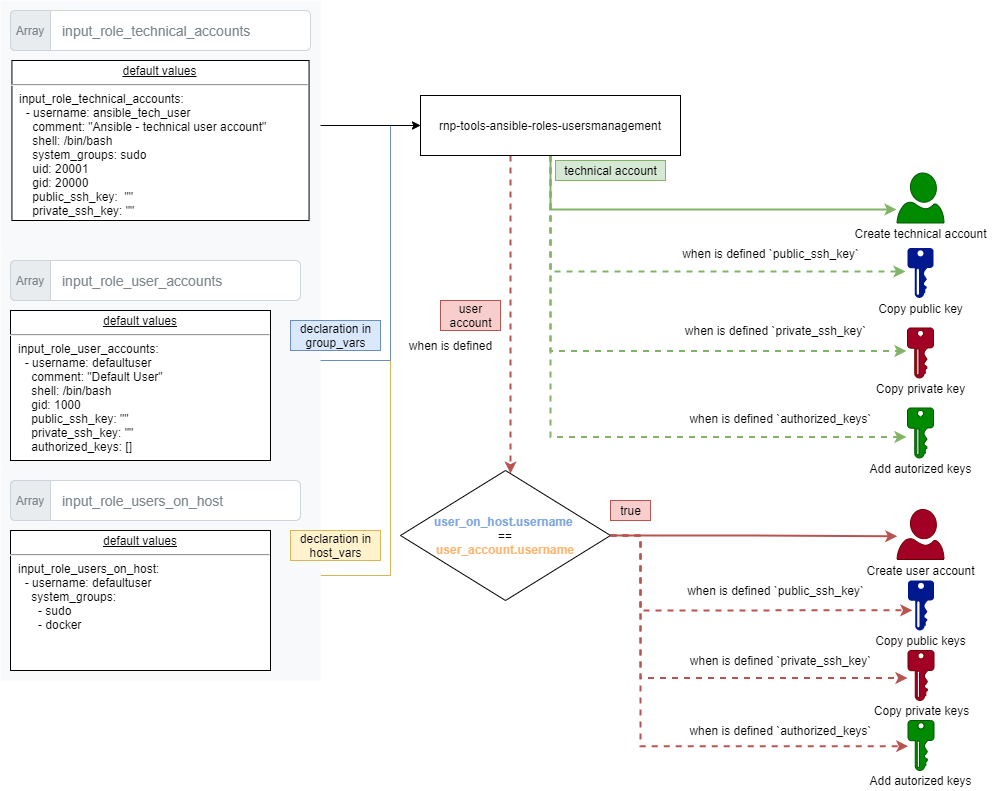 Array input_role_technical_accounts
default values
input_role_technical_accounts:
- username: ansible_tech_user
comment: "Ansible - technical user account"
shell: /bin/bash
system_groups: sudo
uid: 20001
gid: 20000
public_ssh_key: ""
private_ssh_key: ""
Array input_role_user_accounts
default values
input_role_user_accounts:
- username: defaultuser
comment: "Default User"
shell: /bin/bash
gid: 1000
public_ssh_key: ""
private_ssh_key: ""
authorized_keys: []
Array input_role_users_on_host
default values
input_role_users_on_host:
- username: defaultuser
system_groups:
- sudo
- docker
declaration in
group_vars
declaration in
host_vars
rnp-tools-ansible-roles-usersmanagement
technical account
Create technical account
when is defined `public_ssh_key`
Copy public key
when is defined `private_ssh_key`
Copy private key
when is defined `authorized_keys`
Add autorized keys
user
account
when is defined
user_on_host.username
==
user_account.username
true
Create user account
when is defined `public_ssh_key`
Copy public keys
when is defined `private_ssh_key`
Copy private keys
when is defined `authorized_keys`
Add autorized keys